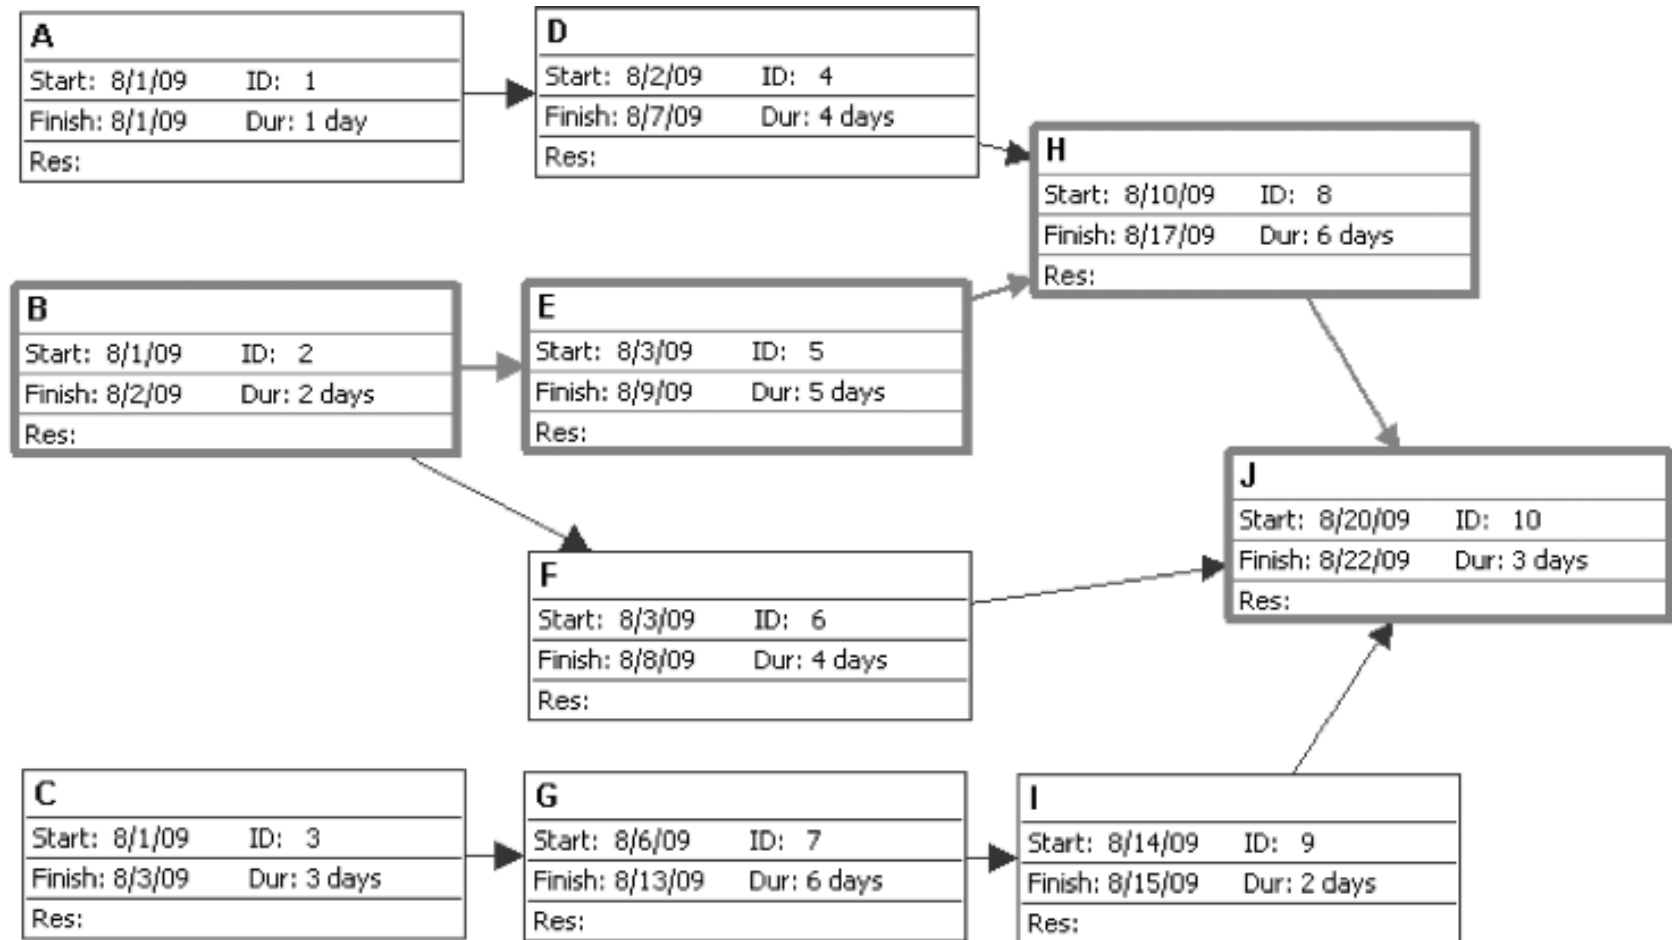 A
Start: 8/1/09 ID: 1
Finish: 8/1/09 Dur: 1 day
Res:
D
Start: 8/2/09 ID: 4
Finish: 8/7/09 Dur: 4 days
Res:
H
Start: 8/10/09 ID: 8
Finish: 8/17/09 Dur: 6 days
Res:
B
Start: 8/1/09 ID: 2
Finish: 8/2/09 Dur: 2 days
Res:
E
Start: 8/3/09 ID: 5
Finish: 8/9/09 Dur: 5 days
Res:
J
Start: 8/20/09 ID: 10
Finish: 8/22/09 Dur: 3 days
Res:
F
Start: 8/3/09 ID: 6
Finish: 8/8/09 Dur: 4 days
Res:
C
Start: 8/1/09 ID: 3
Finish: 8/3/09 Dur: 3 days
Res:
G
Start: 8/6/09 ID: 7
Finish: 8/13/09 Dur: 6 days
Res:
I
Start: 8/14/09 ID: 9
Finish: 8/15/09 Dur: 2 days
Res: